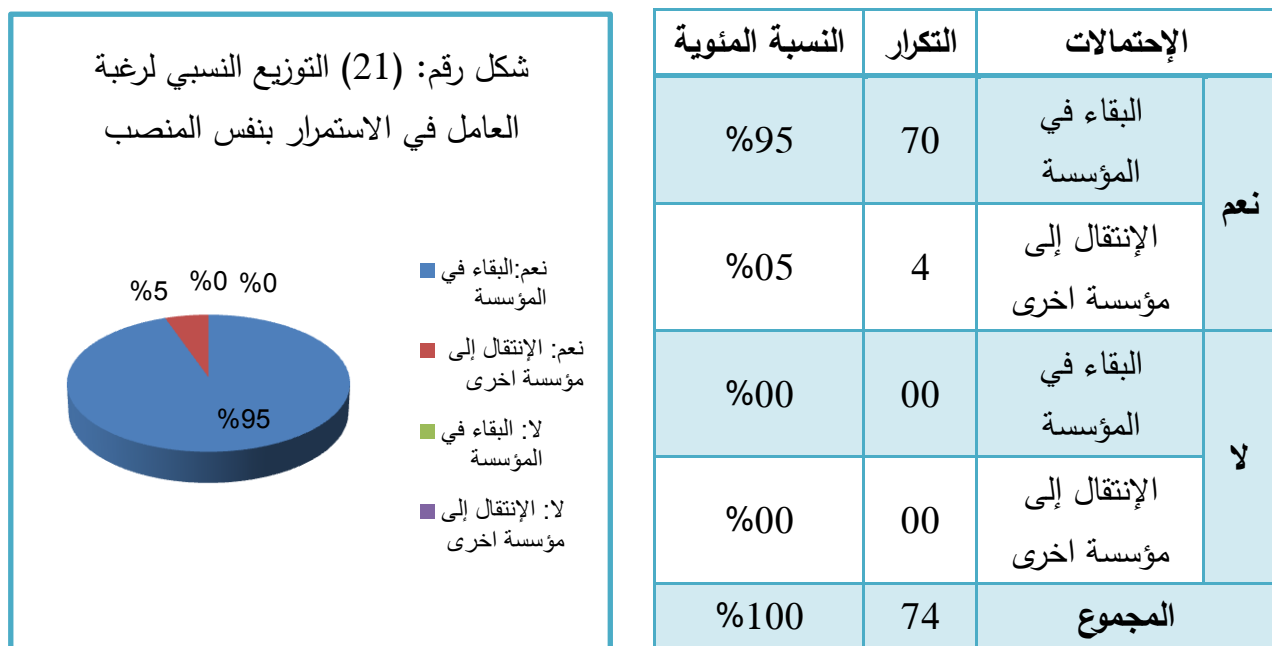 الإحتمالات التكرار النسبة المئوية
نعم
البقاء في
المؤسسة
70 %95
الإنتقال إلى
مؤسسة اخرى
4 %05
لا
البقاء في
المؤسسة
00 %00
الإنتقال إلى
مؤسسة اخرى
00 %00
المجموع 74 %100
شكل رقم: (21) التوزيع النسبي لرغبة
العامل في الاستمرار بنفس المنصب
%5 %0 %0
%95
نعم:البقاء في
المؤسسة
نعم: الإنتقال إلى
مؤسسة اخرى
لا: البقاء في
المؤسسة
لا: الإنتقال إلى
مؤسسة اخرى